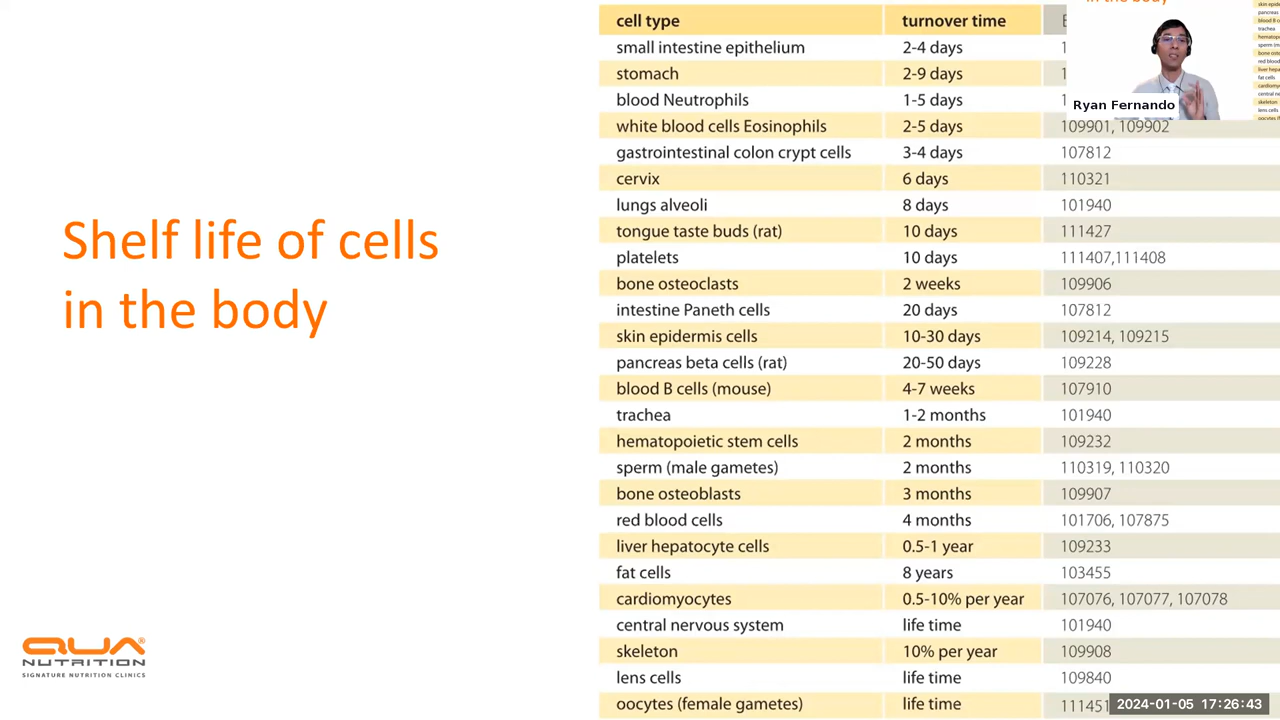 Shelf life of cells
in the body
QUA®
NUTRITION
SIGNATURE NUTRITION CLINICS
cell type turnover time
small intestine epithelium 2-4 days
stomach 2-9 days
blood Neutrophils 1-5 days
white blood cells Eosinophils 2-5 days 109901, 109902
gastrointestinal colon crypt cells 3-4 days 107812
cervix 6 days 110321
lungs alveoli 8 days 101940
tongue taste buds (rat) 10 days 111427
platelets 10 days 111407,111408
bone osteoclasts 2 weeks 109906
intestine Paneth cells 20 days 107812
skin epidermis cells 10-30 days 109214, 109215
pancreas beta cells (rat) 20-50 days 109228
blood B cells (mouse) 4-7 weeks 107910
trachea 1-2 months 101940
hematopoietic stem cells 2 months 109232
sperm (male gametes) 2 months 110319, 110320
bone osteoblasts 3 months 109907
red blood cells 4 months 101706, 107875
liver hepatocyte cells 0.5-1 year 109233
fat cells 8 years 103455
cardiomyocytes 0.5-10% per year 107076, 107077, 107078
central nervous system life time 101940
skeleton 10% per year 109908
lens cells life time 109840
oocytes (female gametes) life time 111451
in the body
Ryan Fernando
2024-01-05 17:26:43